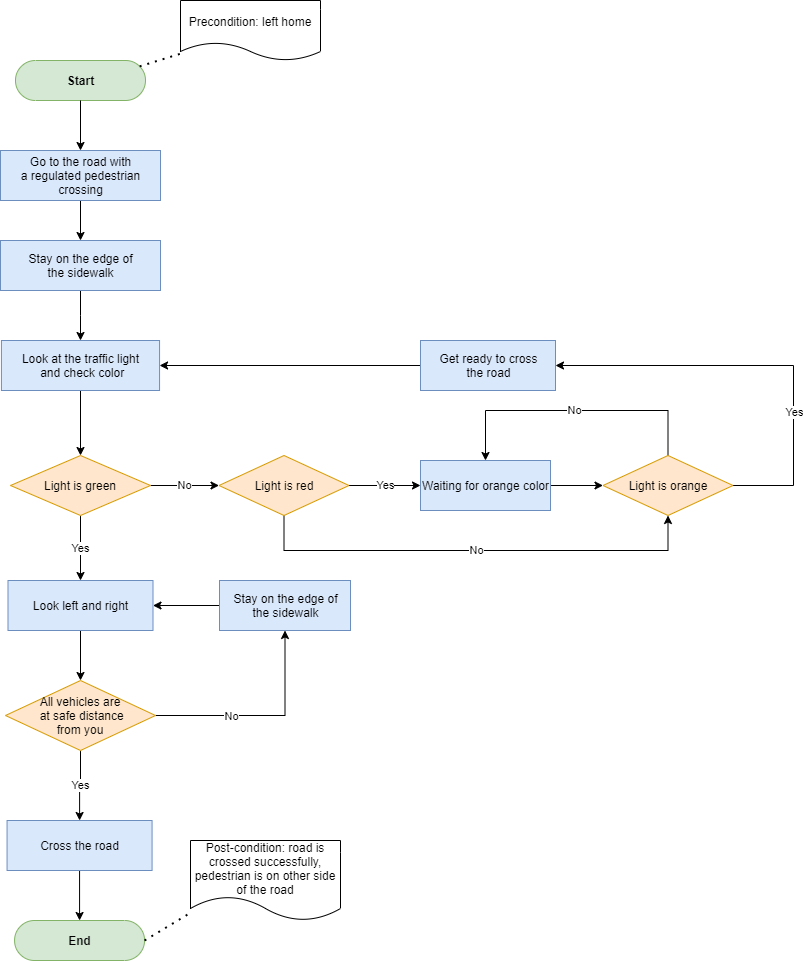 Precondition: left home
Start
Go to the road with
a regulated pedestrian
crossing
Stay on the edge of
the sidewalk
Look at the traffic light
and check color
Get ready to cross
the road
Yes
No
Light is green
No
Light is red
Yes
Waiting for orange color
Light is orange
Yes
No
Look left and right
Stay on the edge of
the sidewalk
All vehicles are
at safe distance
from you
No
Yes
Cross the road
Post-condition: road is
crossed successfully,
pedestrian is on other side
of the road
End